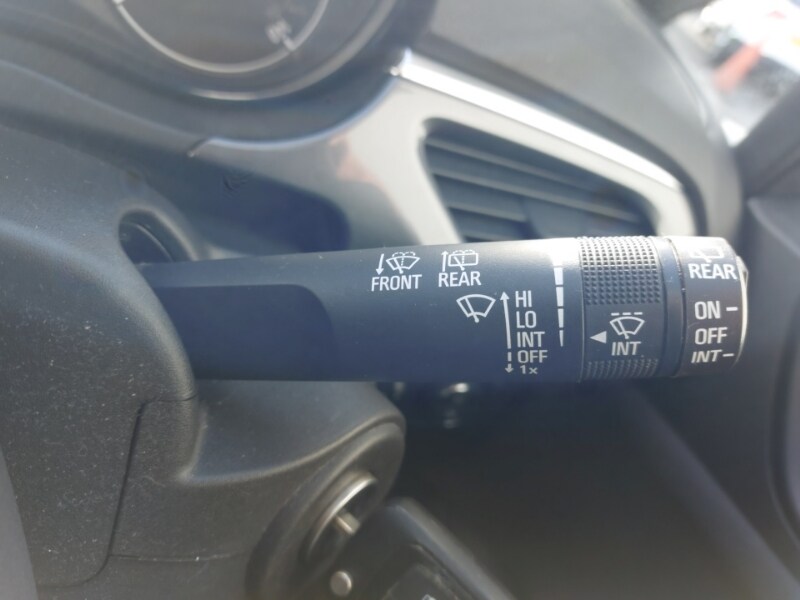 FRONT
REAR
HI
LO
INT
OFF
1x
INT
REAR
ON
OFF
INT